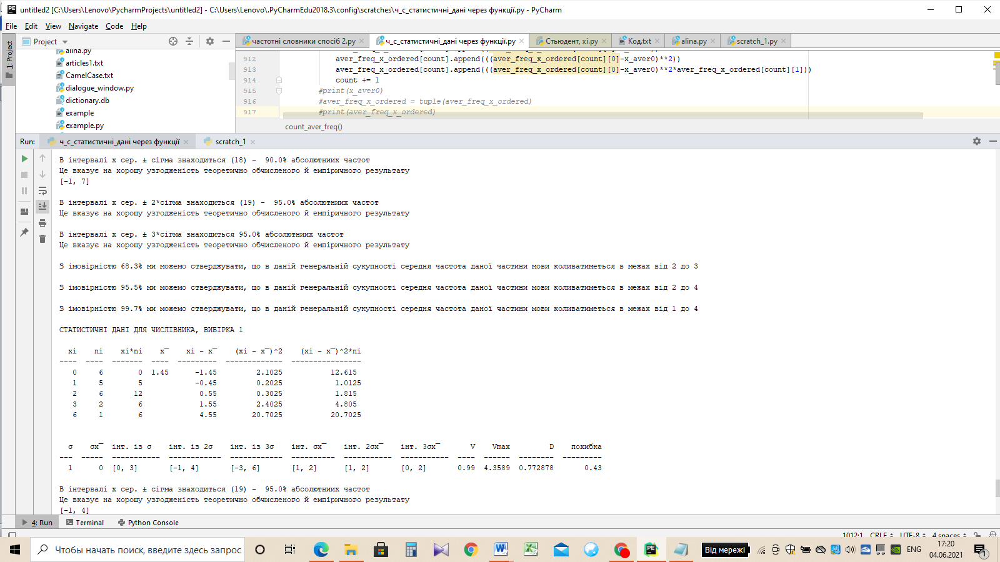 untitled2 [C:\Users\Lenovo\PycharmProjects\untitled2] - C:\Users\Lenovo\.PyCharmEdu2018.3\config\scratches\ч_с_статистичні_дані через функції.py - PyCharm
File Edit View Navigate Code Help
1: Project
Project
частотні словники спосіб 2.py ч_с_статистичні_дані через функції.py Стьюдент, хі.py Код.txt alina.py scratch_1.py
alina.py
articles1.txt
CamelCase.txt
dialogue_window.py
dictionary.db
example
example.py
912 aver_freq_x_ordered[count].append(((aver_freq_x_ordered[count][0]-x_aver0)**2))
913 aver_freq_x_ordered[count].append(((aver_freq_x_ordered[count][0]-x_aver0)**2*aver_freq_x_ordered[count][1]))
914 count += 1
915 #print(x_aver0)
916 #aver_freq_x_ordered = tuple(aver_freq_x_ordered)
917 #print(aver_freq_x_ordered)
count_aver_freq()
Run: ч_с_статистичні_дані через функції scratch_1
В інтервалі х сер. ± сігма знаходиться (18) - 90.0% абсолютниих частот
Це вказує на хорошу узгодженість теоретично обчисленого й емпіричного результату
[-1, 7]
В інтервалі х сер. ± 2*сігма знаходиться (19) - 95.0% абсолютниих частот
Це вказує на хорошу узгодженість теоретично обчисленого й емпіричного результату
В інтервалі х сер. ± 3*сігма знаходиться 95.0% абсолютниих частот
Це вказує на хорошу узгодженість теоретично обчисленого й емпіричного результату
З імовірністю 68.3% ми можемо стверджувати, що в даній генеральній сукупності середня частота даної частини мови коливатиметься в межах від 2 до 3
З імовірністю 95.5% ми можемо стверджувати, що в даній генеральній сукупності середня частота даної частини мови коливатиметься в межах від 2 до 4
З імовірністю 99.7% ми можемо стверджувати, що в даній генеральній сукупності середня частота даної частини мови коливатиметься в межах від 1 до 4
СТАТИСТИЧНІ ДАНІ ДЛЯ ЧИСЛІВНИКА, ВИБІРКА 1
xi ni xi*ni x¯ xi - x¯ (xi - x¯)^2 (xi - x¯)^2*ni
---- ---- ------- ---- --------- ------------- ----------------
0 6 0 1.45 -1.45 2.1025 12.615
1 5 5 -0.45 0.2025 1.0125
2 6 12 0.55 0.3025 1.815
3 2 6 1.55 2.4025 4.805
6 1 6 4.55 20.7025 20.7025
σ σx¯ інт. із σ інт. із 2σ інт. із 3σ інт. σx¯ інт. 2σx¯ інт. 3σx¯ V Vmax D похибка
--- ----- ----------- ------------ ------------ ---------- ----------- ----------- ---- ------ -------- ---------
1 0 [0, 3] [-1, 4] [-3, 6] [1, 2] [1, 2] [0, 2] 0.99 4.3589 0.772878 0.43
В інтервалі х сер. ± сігма знаходиться (19) - 95.0% абсолютниих частот
Це вказує на хорошу узгодженість теоретично обчисленого й емпіричного результату
[-1, 4]
4: Run Terminal Python Console
1012:1 CRLF UTF-8 4 spaces
Чтобы начать поиск, введите здесь запрос
Від мережі
ENG
17:20
04.06.2021
1